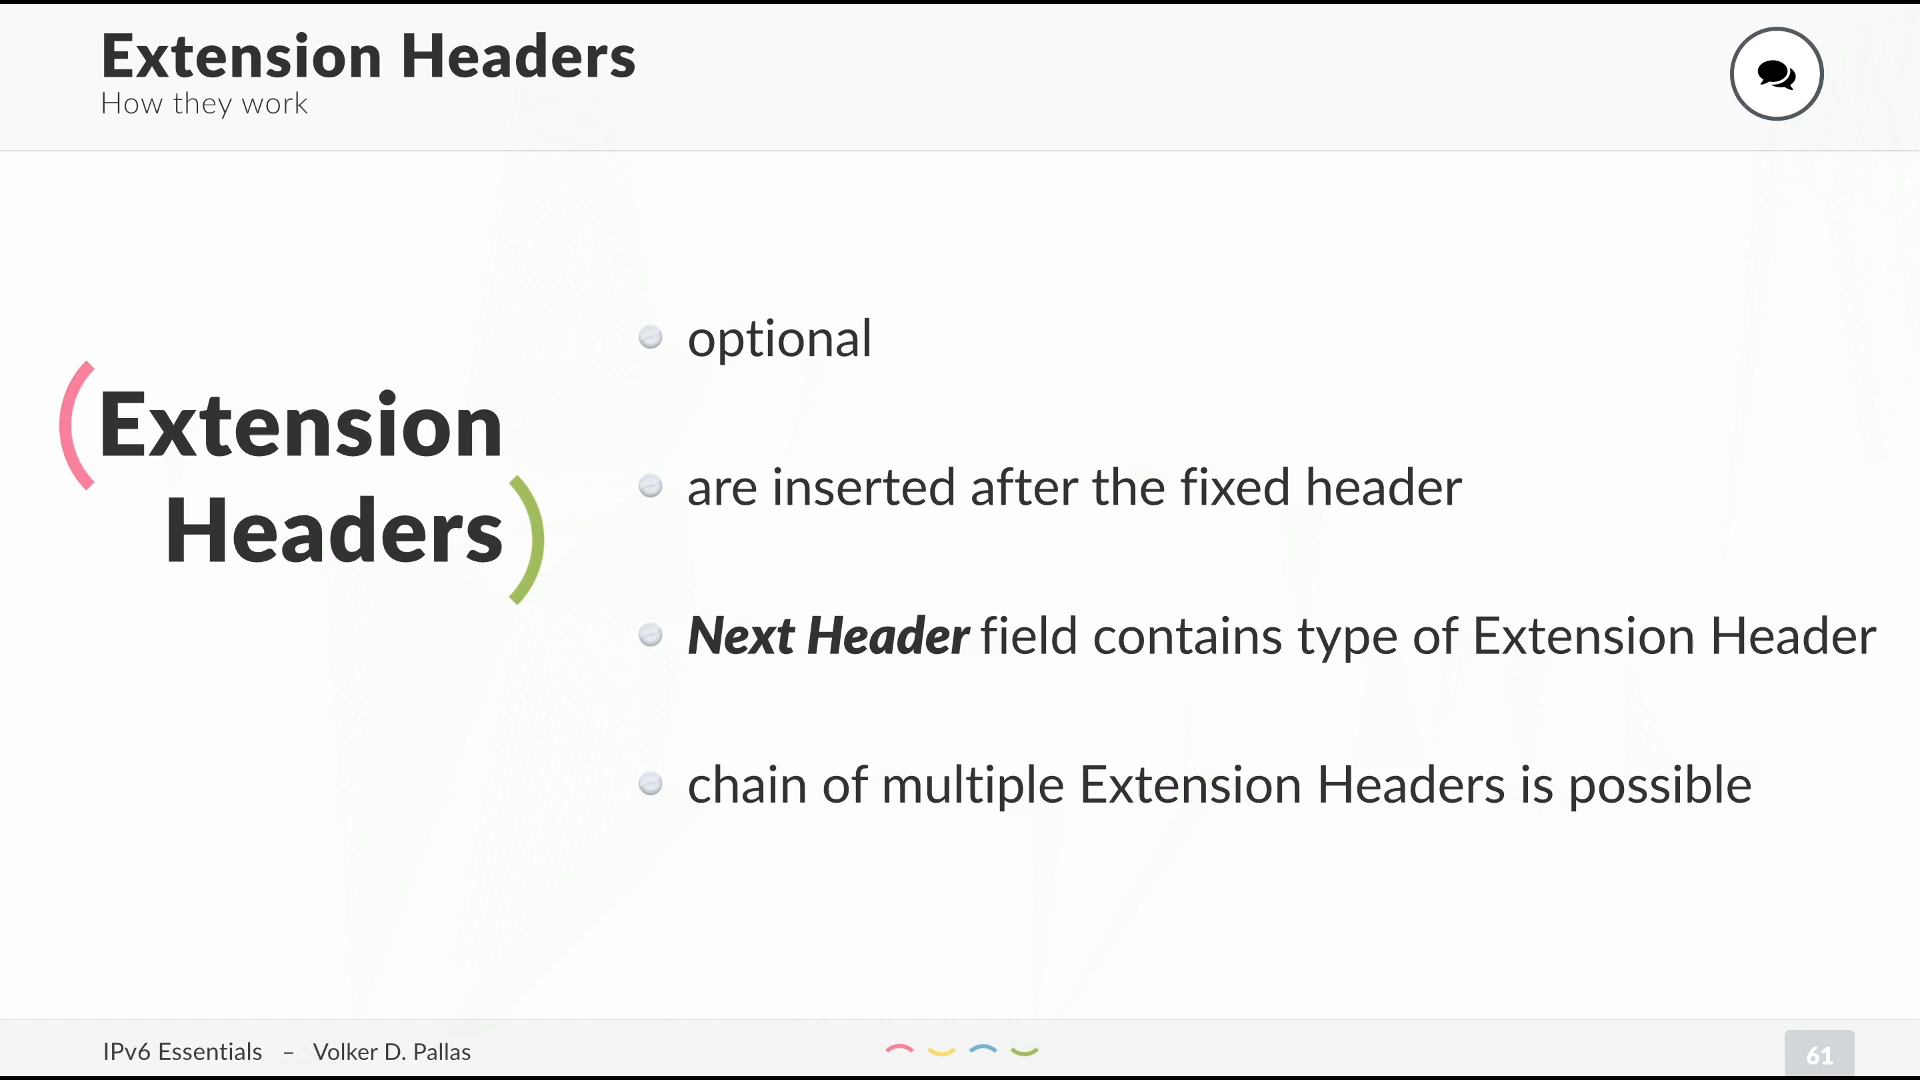 Extension Headers
How they work
Extension
Headers
optional
are inserted after the fixed header
Next Header field contains type of Extension Header
chain of multiple Extension Headers is possible
IPv6 Essentials – Volker D. Pallas
61